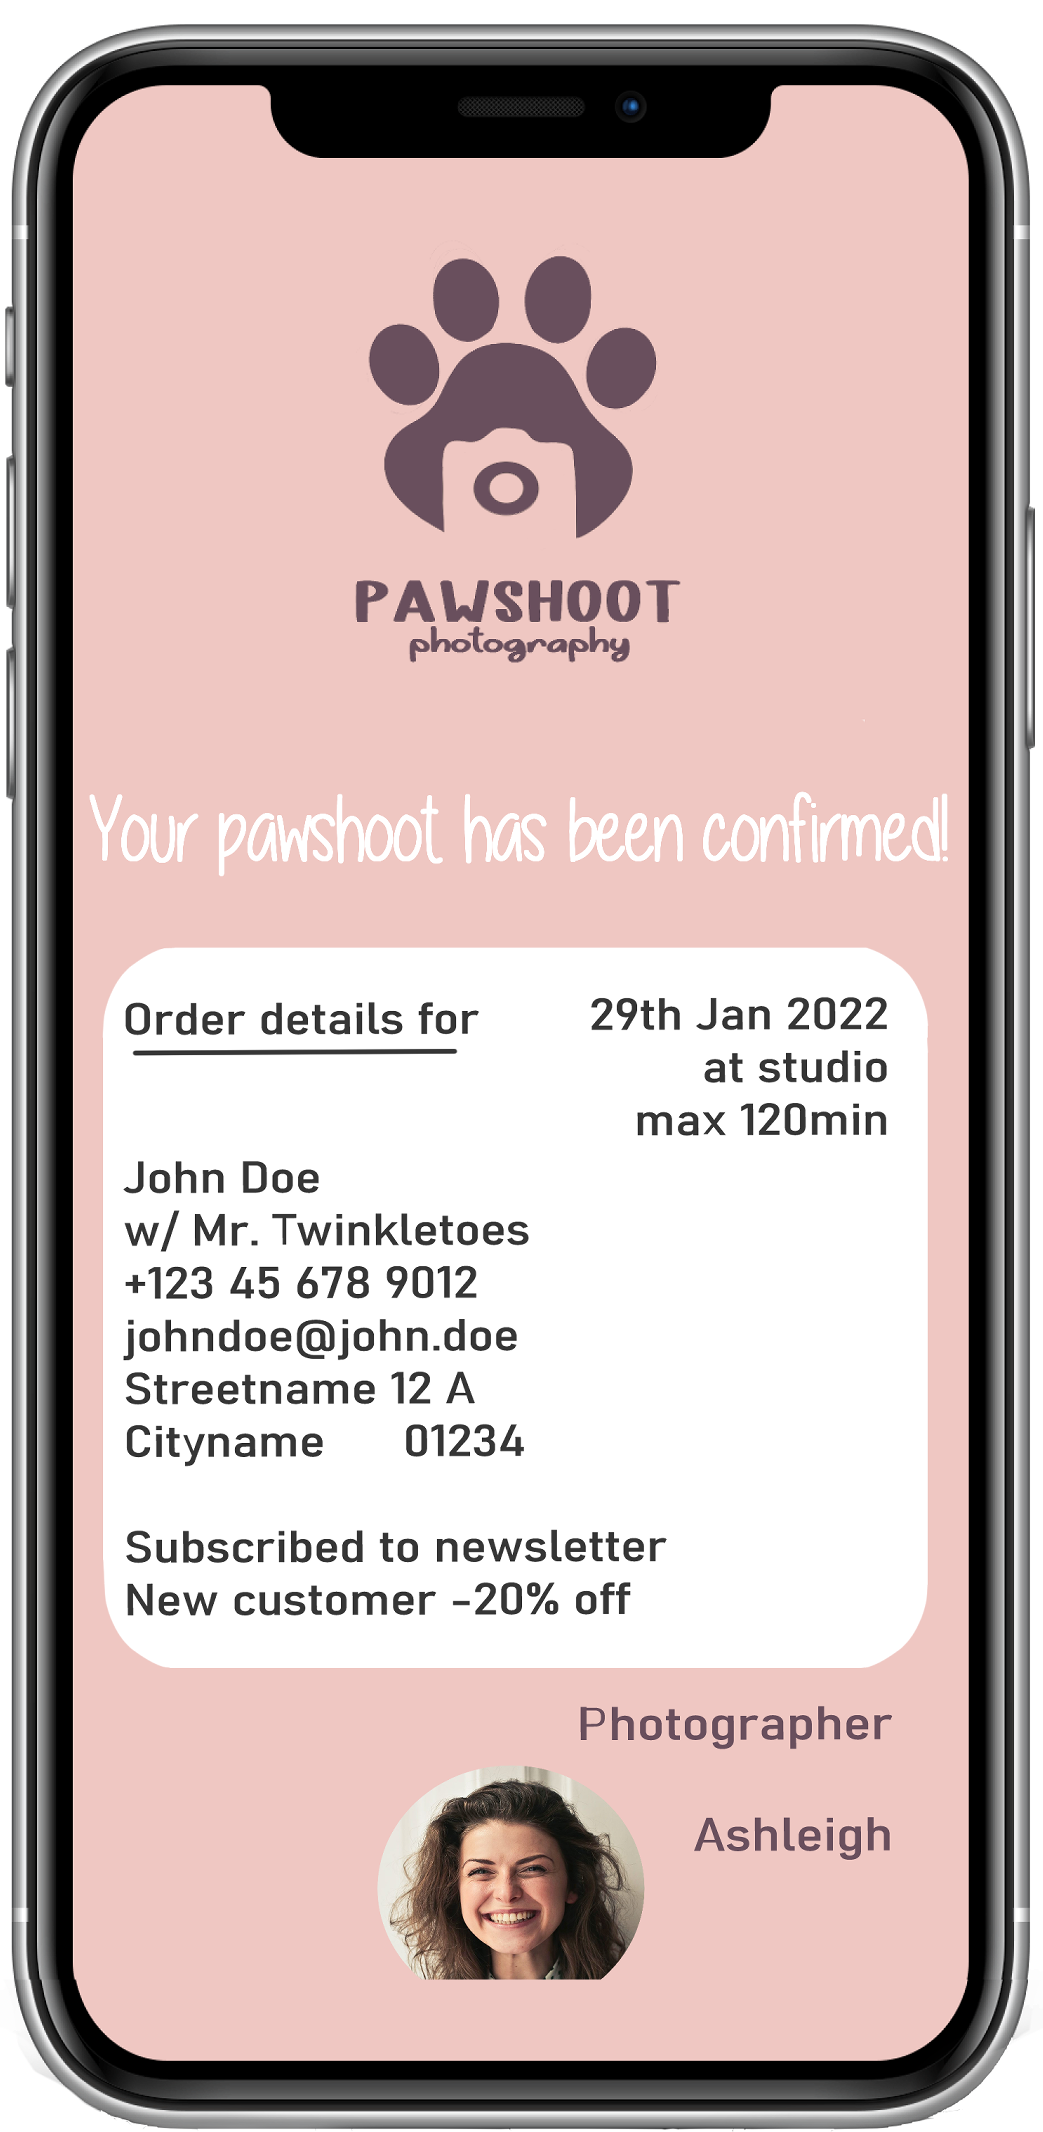 PAWSHOOT
photography
Your pawshoot has been confirmed!
Order details for
29th Jan 2022
at studio
max 120min
John Doe
w/ Mr. Twinkletoes
+123 45 678 9012
johndoe@john.doe
Streetname 12 A
Cityname 01234
Subscribed to newsletter
New customer -20% off
Photographer
Ashleigh